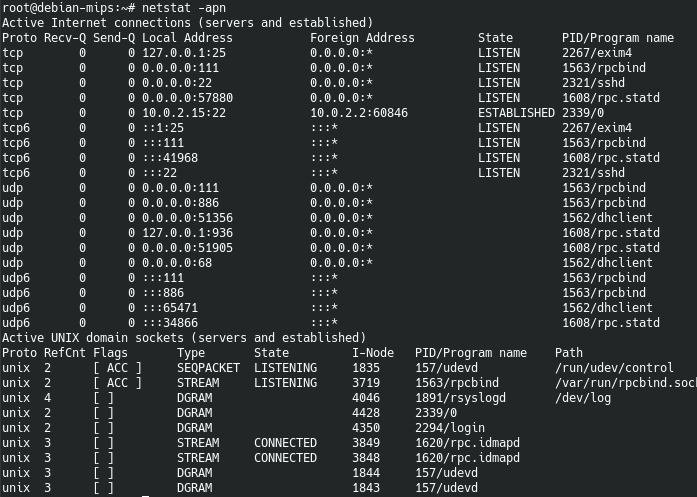 root@debian-mips:~# netstat -apn
Active Internet connections (servers and established)
Proto Recv-Q Send-Q Local Address           Foreign Address         State       PID/Program name
tcp        0      0 127.0.0.1:25            0.0.0.0:*               LISTEN      2267/exim4
tcp        0      0 0.0.0.0:111             0.0.0.0:*               LISTEN      1563/rpcbind
tcp        0      0 0.0.0.0:22              0.0.0.0:*               LISTEN      2321/sshd
tcp        0      0 0.0.0.0:57880           0.0.0.0:*               LISTEN      1608/rpc.statd
tcp        0      0 10.0.2.15:22            10.0.2.2:60846          ESTABLISHED 2339/0
tcp6       0      0 ::1:25                  :::*                    LISTEN      2267/exim4
tcp6       0      0 :::111                  :::*                    LISTEN      1563/rpcbind
tcp6       0      0 :::41968                :::*                    LISTEN      1608/rpc.statd
tcp6       0      0 :::22                   :::*                    LISTEN      2321/sshd
udp        0      0 0.0.0.0:111             0.0.0.0:*                           1563/rpcbind
udp        0      0 0.0.0.0:886             0.0.0.0:*                           1563/rpcbind
udp        0      0 0.0.0.0:51356           0.0.0.0:*                           1562/dhclient
udp        0      0 127.0.0.1:936           0.0.0.0:*                           1608/rpc.statd
udp        0      0 0.0.0.0:51905           0.0.0.0:*                           1608/rpc.statd
udp        0      0 0.0.0.0:68              0.0.0.0:*                           1562/dhclient
udp6       0      0 :::111                  :::*                                1563/rpcbind
udp6       0      0 :::886                  :::*                                1563/rpcbind
udp6       0      0 :::65471                :::*                                1562/dhclient
udp6       0      0 :::34866                :::*                                1608/rpc.statd
Active UNIX domain sockets (servers and established)
Proto RefCnt Flags       Type       State         I-Node   PID/Program name    Path
unix  2      [ ACC ]     SEQPACKET  LISTENING     1835     157/udevd           /run/udev/control
unix  2      [ ACC ]     STREAM     LISTENING     3719     1563/rpcbind        /var/run/rpcbind.soc
unix  4      [ ]         DGRAM                    4046     1891/rsyslogd       /dev/log
unix  2      [ ]         DGRAM                    4428     2339/0
unix  2      [ ]         DGRAM                    4350     2294/login
unix  3      [ ]         STREAM     CONNECTED     3849     1620/rpc.idmapd
unix  3      [ ]         STREAM     CONNECTED     3848     1620/rpc.idmapd
unix  3      [ ]         DGRAM                    1844     157/udevd
unix  3      [ ]         DGRAM                    1843     157/udevd